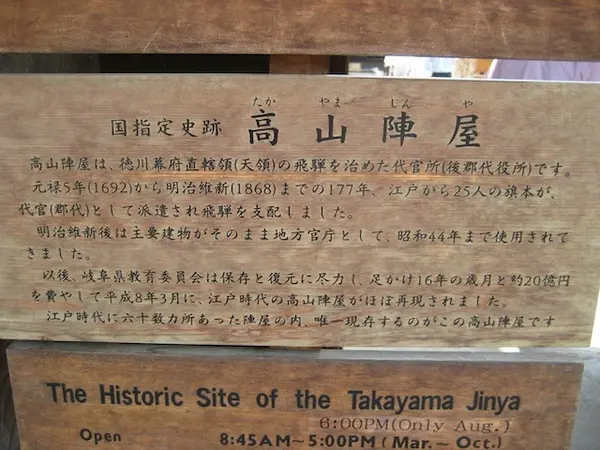 たか やま じん や
国指定史跡 高山陣屋
高山陣屋は、徳川幕府直轄領(天領)の飛騨を治めた代官所(後郡代役所)です。
元禄5年(1692)から明治維新(1868)までの177年、江戸から25人の旗本が、
代官(郡代)として派遣され飛騨を支配しました。
明治維新後は主要建物がそのまま地方官庁として、昭和44年まで使用されて
きました。
以後、岐阜県教育委員会は保存と復元に尽力し、足かけ16年の歳月と約20億円
を費やして平成8年3月に、江戸時代の高山陣屋がほぼ再現されました。
江戸時代に六十数カ所あった陣屋の内、唯一現存するのがこの高山陣屋です
The Historic Site of the Takayama Jinya
6:00PM(Only Aug.)
Open 8:45AM~5:00PM(Mar.~Oct.)